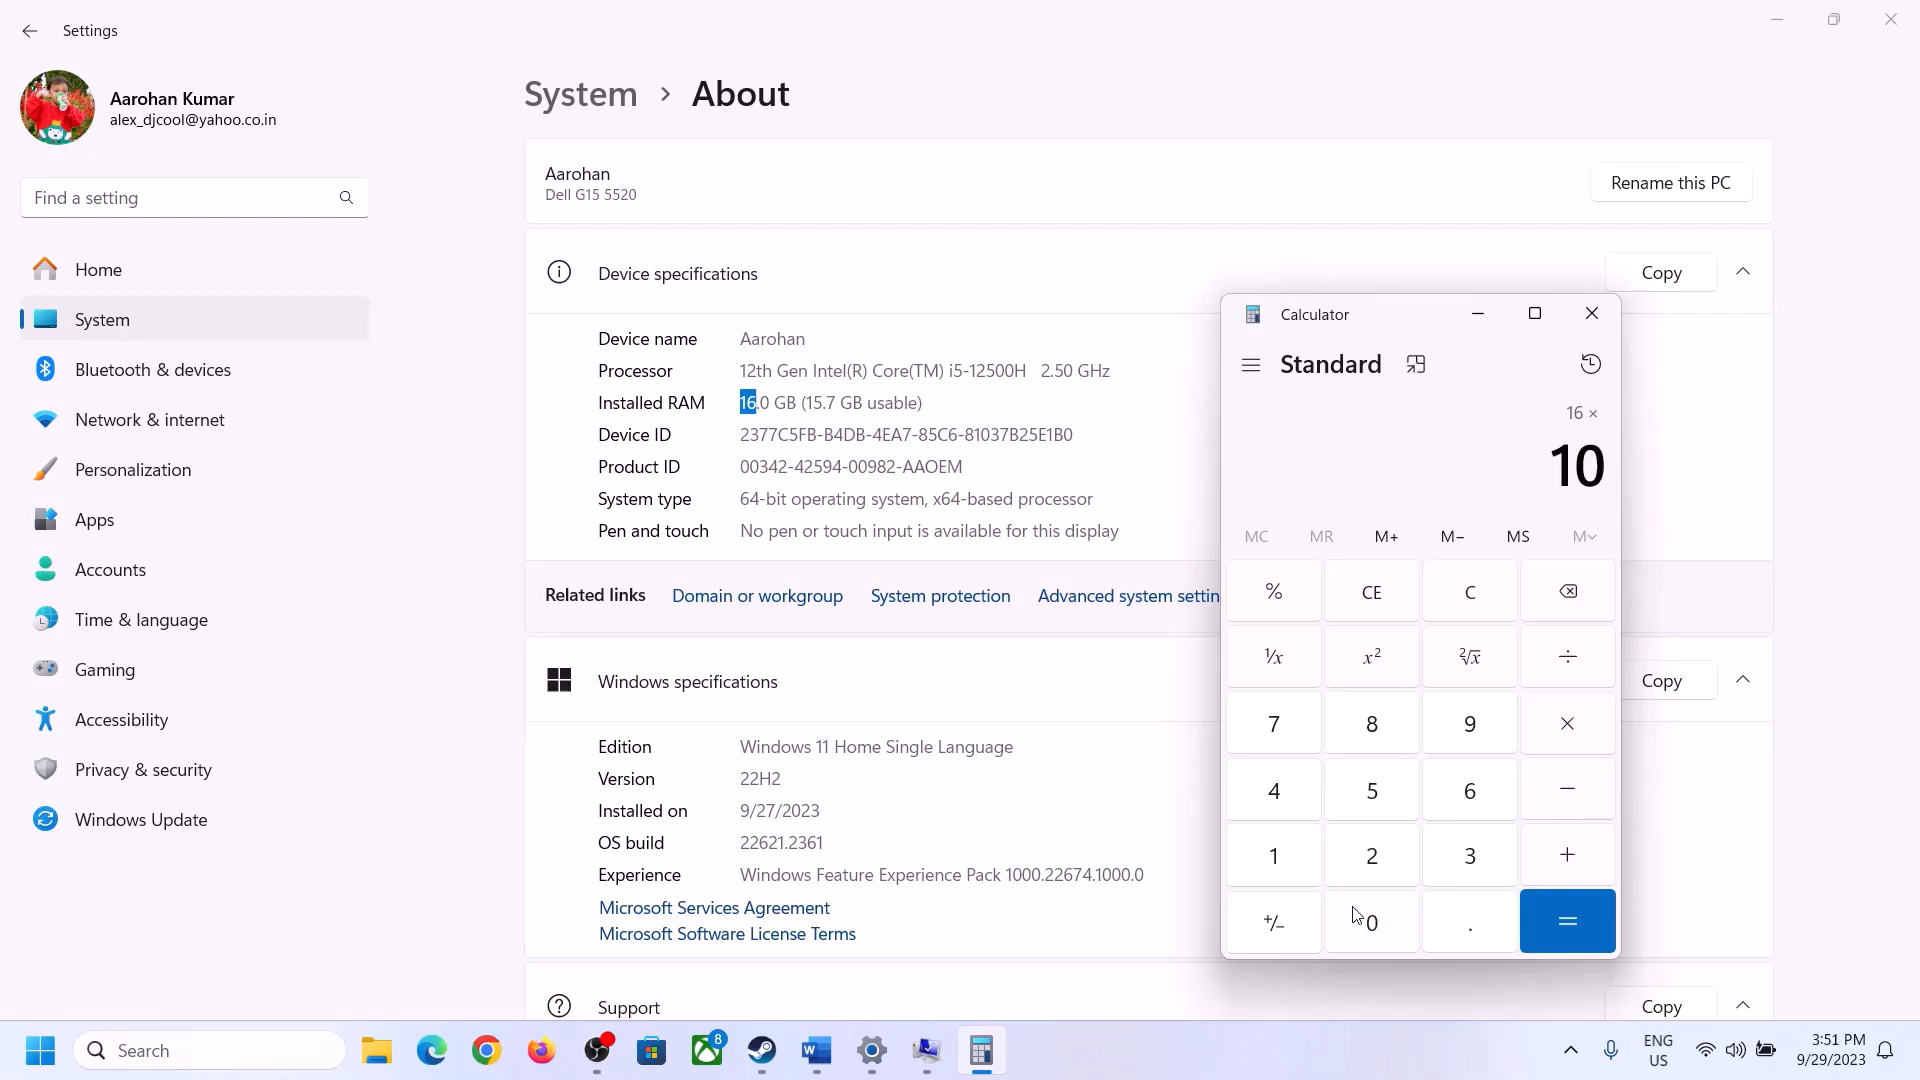 Settings
Aarohan Kumar
alex_djcool@yahoo.co.in
Find a setting
Home
System
Bluetooth & devices
Network & internet
Personalization
Apps
Accounts
Time & language
Gaming
Accessibility
Privacy & security
Windows Update
System > About
Aarohan
Dell G15 5520
Rename this PC
Device specifications
Copy
Device name Aarohan
Processor 12th Gen Intel(R) Core(TM) i5-12500H 2.50 GHz
Installed RAM 16.0 GB (15.7 GB usable)
Device ID 2377C5FB-B4DB-4EA7-85C6-81037B25E1B0
Product ID 00342-42594-00982-AAOEM
System type 64-bit operating system, x64-based processor
Pen and touch No pen or touch input is available for this display
Related links Domain or workgroup System protection Advanced system settin
Windows specifications
Copy
Edition Windows 11 Home Single Language
Version 22H2
Installed on 9/27/2023
OS build 22621.2361
Experience Windows Feature Experience Pack 1000.22674.1000.0
Microsoft Services Agreement
Microsoft Software License Terms
Support
Copy
Calculator
Standard
16 ×
10
MC MR M+ M− MS M
% CE C
¹/x x² ²√x ÷
7 8 9 ×
4 5 6 −
1 2 3 +
+/− 0 . =
Search
8
ENG
US
3:51 PM
9/29/2023